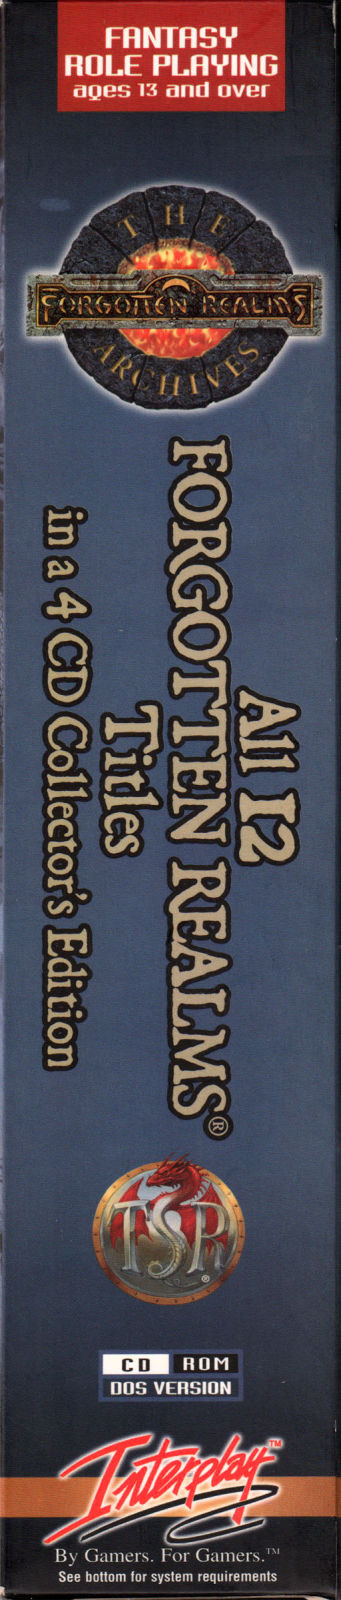 FANTASY
ROLE PLAYING
ages 13 and over
THE
FORGOTTEN REALMS
ARCHIVES
All 12
FORGOTTEN REALMS®
Titles
in a 4 CD Collector's Edition
TSR®
CD ROM
DOS VERSION
Interplay™
By Gamers. For Gamers.™
See bottom for system requirements